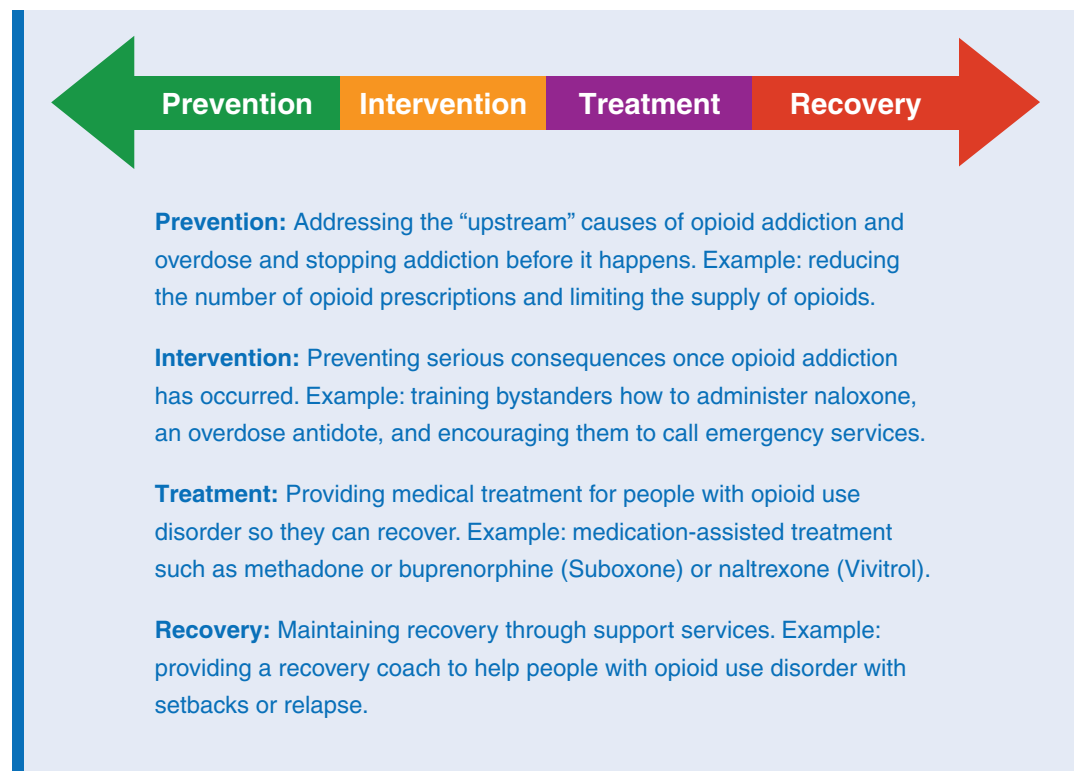 Prevention Intervention Treatment Recovery
Prevention: Addressing the “upstream” causes of opioid addiction and
overdose and stopping addiction before it happens. Example: reducing
the number of opioid prescriptions and limiting the supply of opioids.
Intervention: Preventing serious consequences once opioid addiction
has occurred. Example: training bystanders how to administer naloxone,
an overdose antidote, and encouraging them to call emergency services.
Treatment: Providing medical treatment for people with opioid use
disorder so they can recover. Example: medication-assisted treatment
such as methadone or buprenorphine (Suboxone) or naltrexone (Vivitrol).
Recovery: Maintaining recovery through support services. Example:
providing a recovery coach to help people with opioid use disorder with
setbacks or relapse.